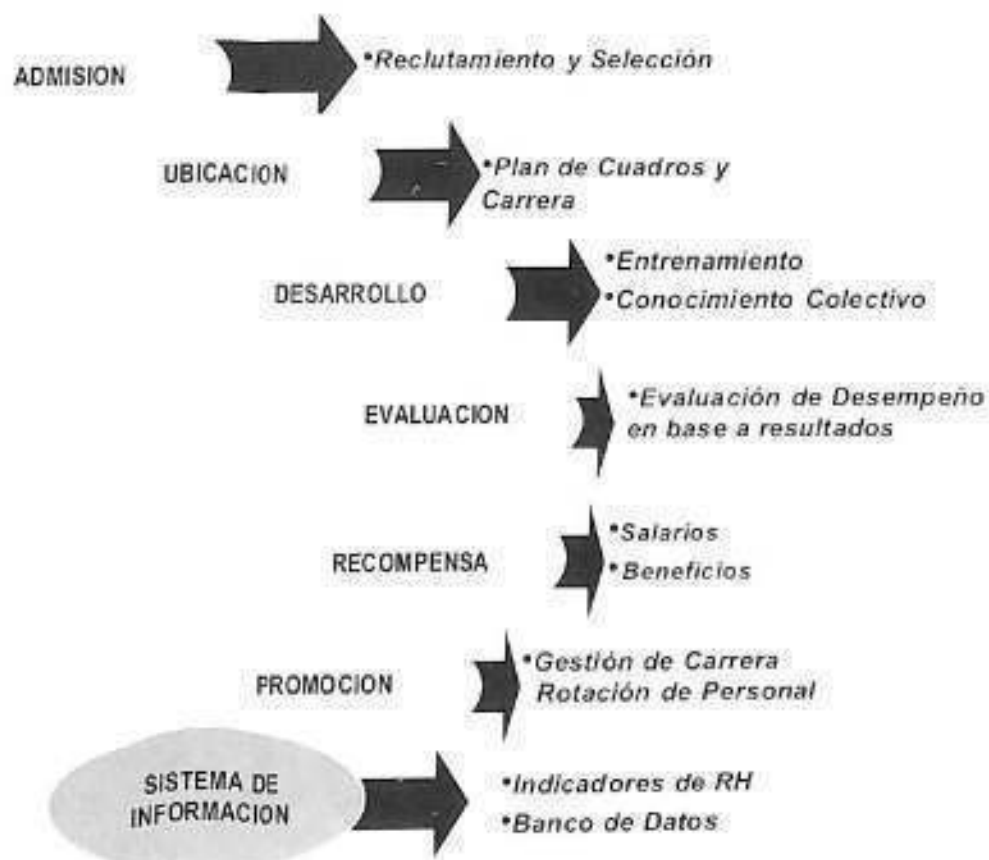 ADMISION
•Reclutamiento y Selección
UBICACION
•Plan de Cuadros y
Carrera
DESARROLLO
•Entrenamiento
•Conocimiento Colectivo
EVALUACION
•Evaluación de Desempeño
en base a resultados
RECOMPENSA
•Salarios
•Beneficios
PROMOCION
•Gestión de Carrera
Rotación de Personal
SISTEMA DE
INFORMACION
•Indicadores de RH
•Banco de Datos